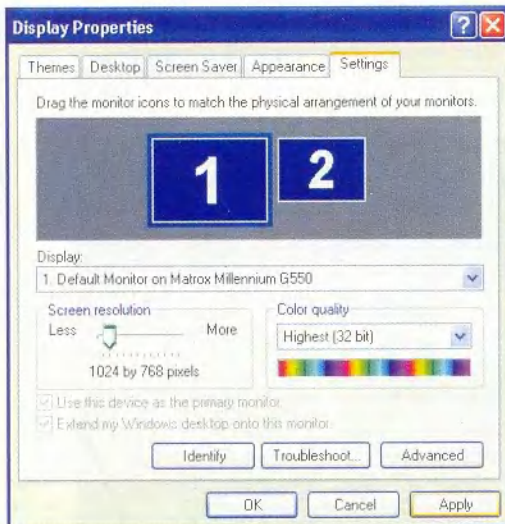 Display Properties
Themes Desktop Screen Saver Appearance Settings
Drag the monitor icons to match the physical arrangement of your monitors.
1 2
Display:
1. Default Monitor on Matrox Millennium G550
Screen resolution
Less More
1024 by 768 pixels
Color quality
Highest (32 bit)
Use this device as the primary monitor.
Extend my Windows desktop onto this monitor.
Identify Troubleshoot... Advanced
OK Cancel Apply